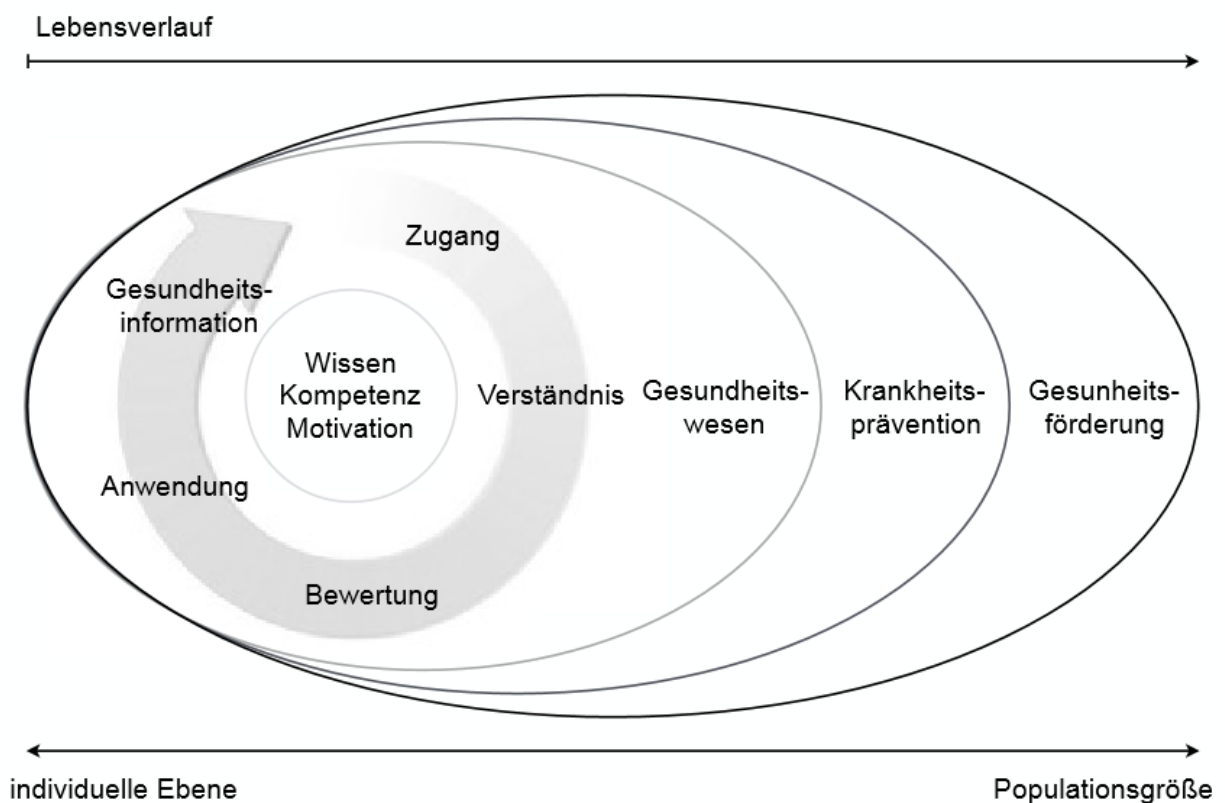 Lebensverlauf
Zugang
Gesundheits-
information
Wissen
Kompetenz
Motivation
Verständnis
Gesundheits-
wesen
Krankheits-
prävention
Gesunheits-
förderung
Anwendung
Bewertung
individuelle Ebene
Populationsgröße